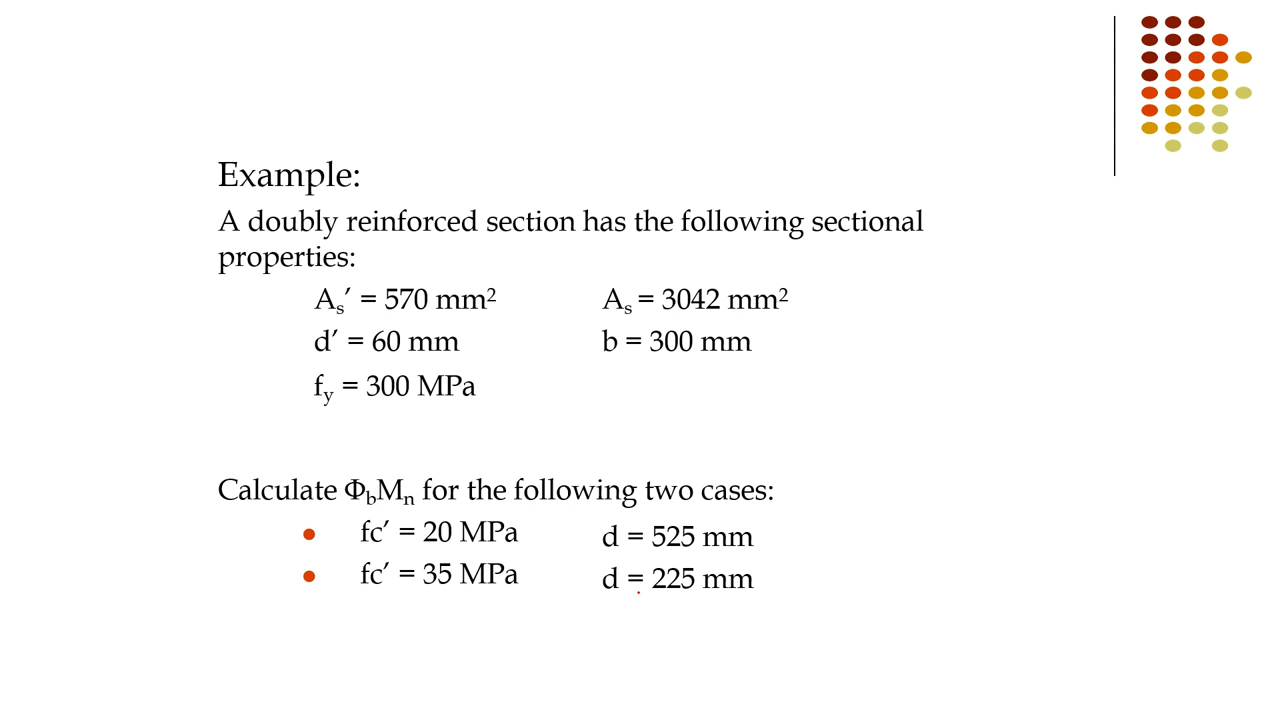 Example:
A doubly reinforced section has the following sectional
properties:
As′ = 570 mm²	As = 3042 mm²
d′ = 60 mm	b = 300 mm
fy = 300 MPa
Calculate ΦbMn for the following two cases:
● fc′ = 20 MPa	d = 525 mm
● fc′ = 35 MPa	d = 225 mm